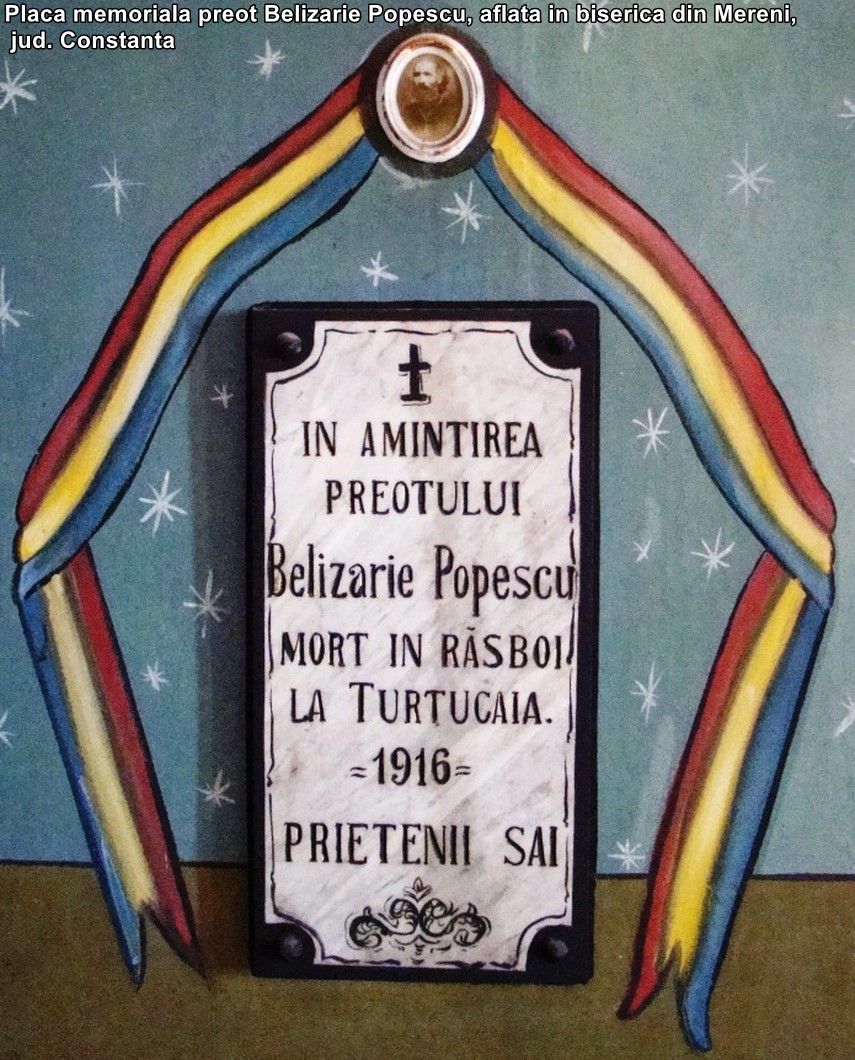 Placa memoriala preot Belizarie Popescu, aflata in biserica din Mereni,
jud. Constanta
IN AMINTIREA
PREOTULUI
Belizarie Popescu
MORT IN RĂSBOI
LA TURTUCAIA.
=1916=
PRIETENII SAI